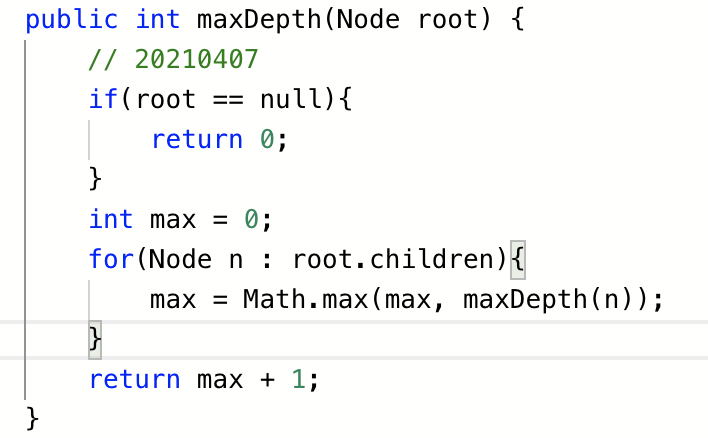 public int maxDepth(Node root) {
    // 20210407
    if(root == null){
        return 0;
    }
    int max = 0;
    for(Node n : root.children){
        max = Math.max(max, maxDepth(n));
    }
    return max + 1;
}